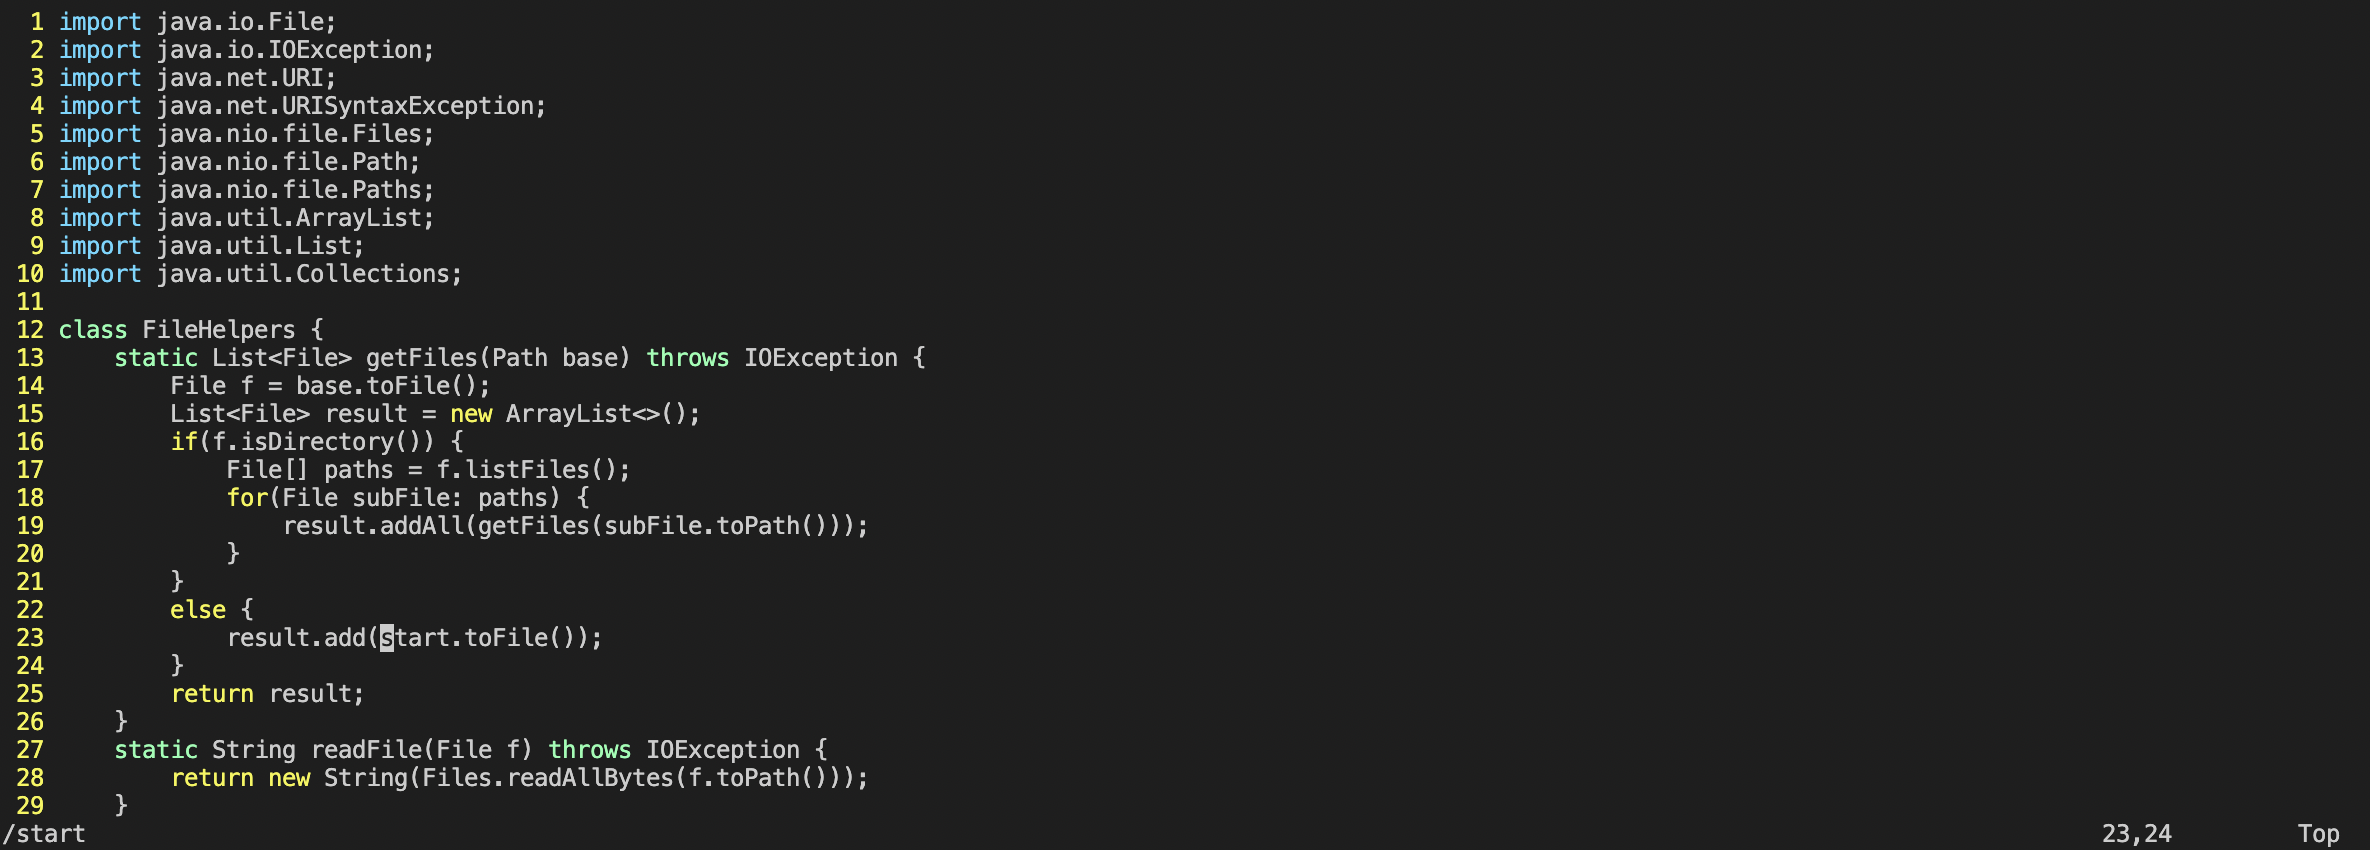 1 import java.io.File;
2 import java.io.IOException;
3 import java.net.URI;
4 import java.net.URISyntaxException;
5 import java.nio.file.Files;
6 import java.nio.file.Path;
7 import java.nio.file.Paths;
8 import java.util.ArrayList;
9 import java.util.List;
10 import java.util.Collections;
11
12 class FileHelpers {
13     static List<File> getFiles(Path base) throws IOException {
14         File f = base.toFile();
15         List<File> result = new ArrayList<>();
16         if(f.isDirectory()) {
17             File[] paths = f.listFiles();
18             for(File subFile: paths) {
19                 result.addAll(getFiles(subFile.toPath()));
20             }
21         }
22         else {
23             result.add(start.toFile());
24         }
25         return result;
26     }
27     static String readFile(File f) throws IOException {
28         return new String(Files.readAllBytes(f.toPath()));
29     }
/start 23,24 Top